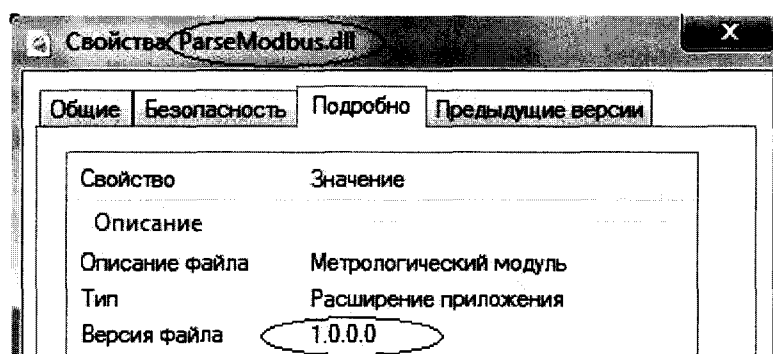 Свойства: ParseModbus.dll
Общие Безопасность Подробно Предыдущие версии
Свойство Значение
Описание
Описание файла Метрологический модуль
Тип Расширение приложения
Версия файла 1.0.0.0